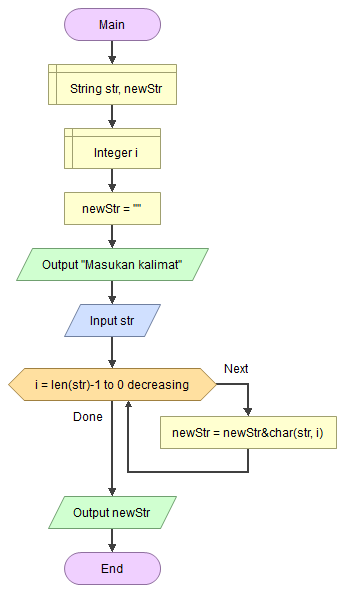 Main
String str, newStr
Integer i
newStr = ""
Output "Masukan kalimat"
Input str
i = len(str)-1 to 0 decreasing
Next
Done
newStr = newStr&char(str, i)
Output newStr
End